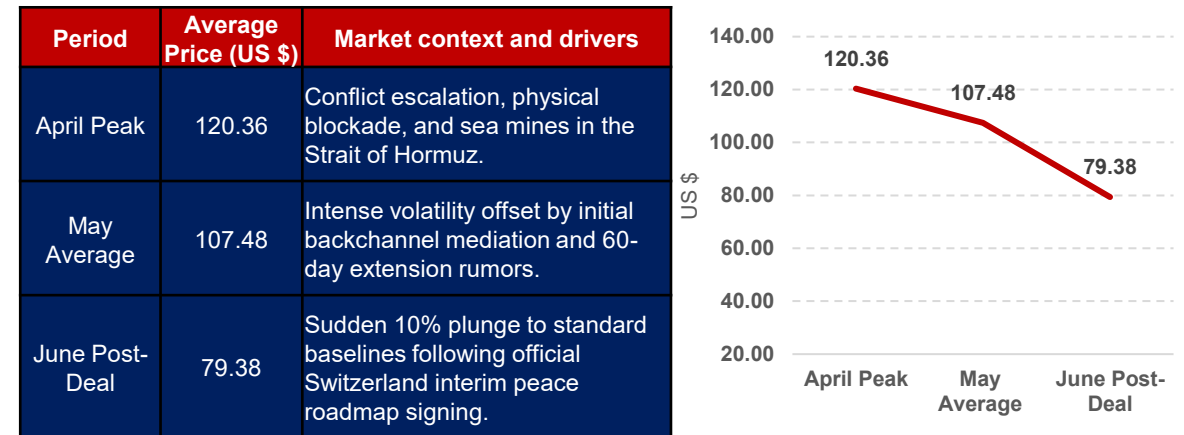 Period
Average
Price (US $)
Market context and drivers
April Peak
120.36
Conflict escalation, physical
blockade, and sea mines in the
Strait of Hormuz.
May
Average
107.48
Intense volatility offset by initial
backchannel mediation and 60-
day extension rumors.
June Post-
Deal
79.38
Sudden 10% plunge to standard
baselines following official
Switzerland interim peace
roadmap signing.
US $
140.00
120.00
100.00
80.00
60.00
40.00
20.00
120.36
107.48
79.38
April Peak
May
Average
June Post-
Deal